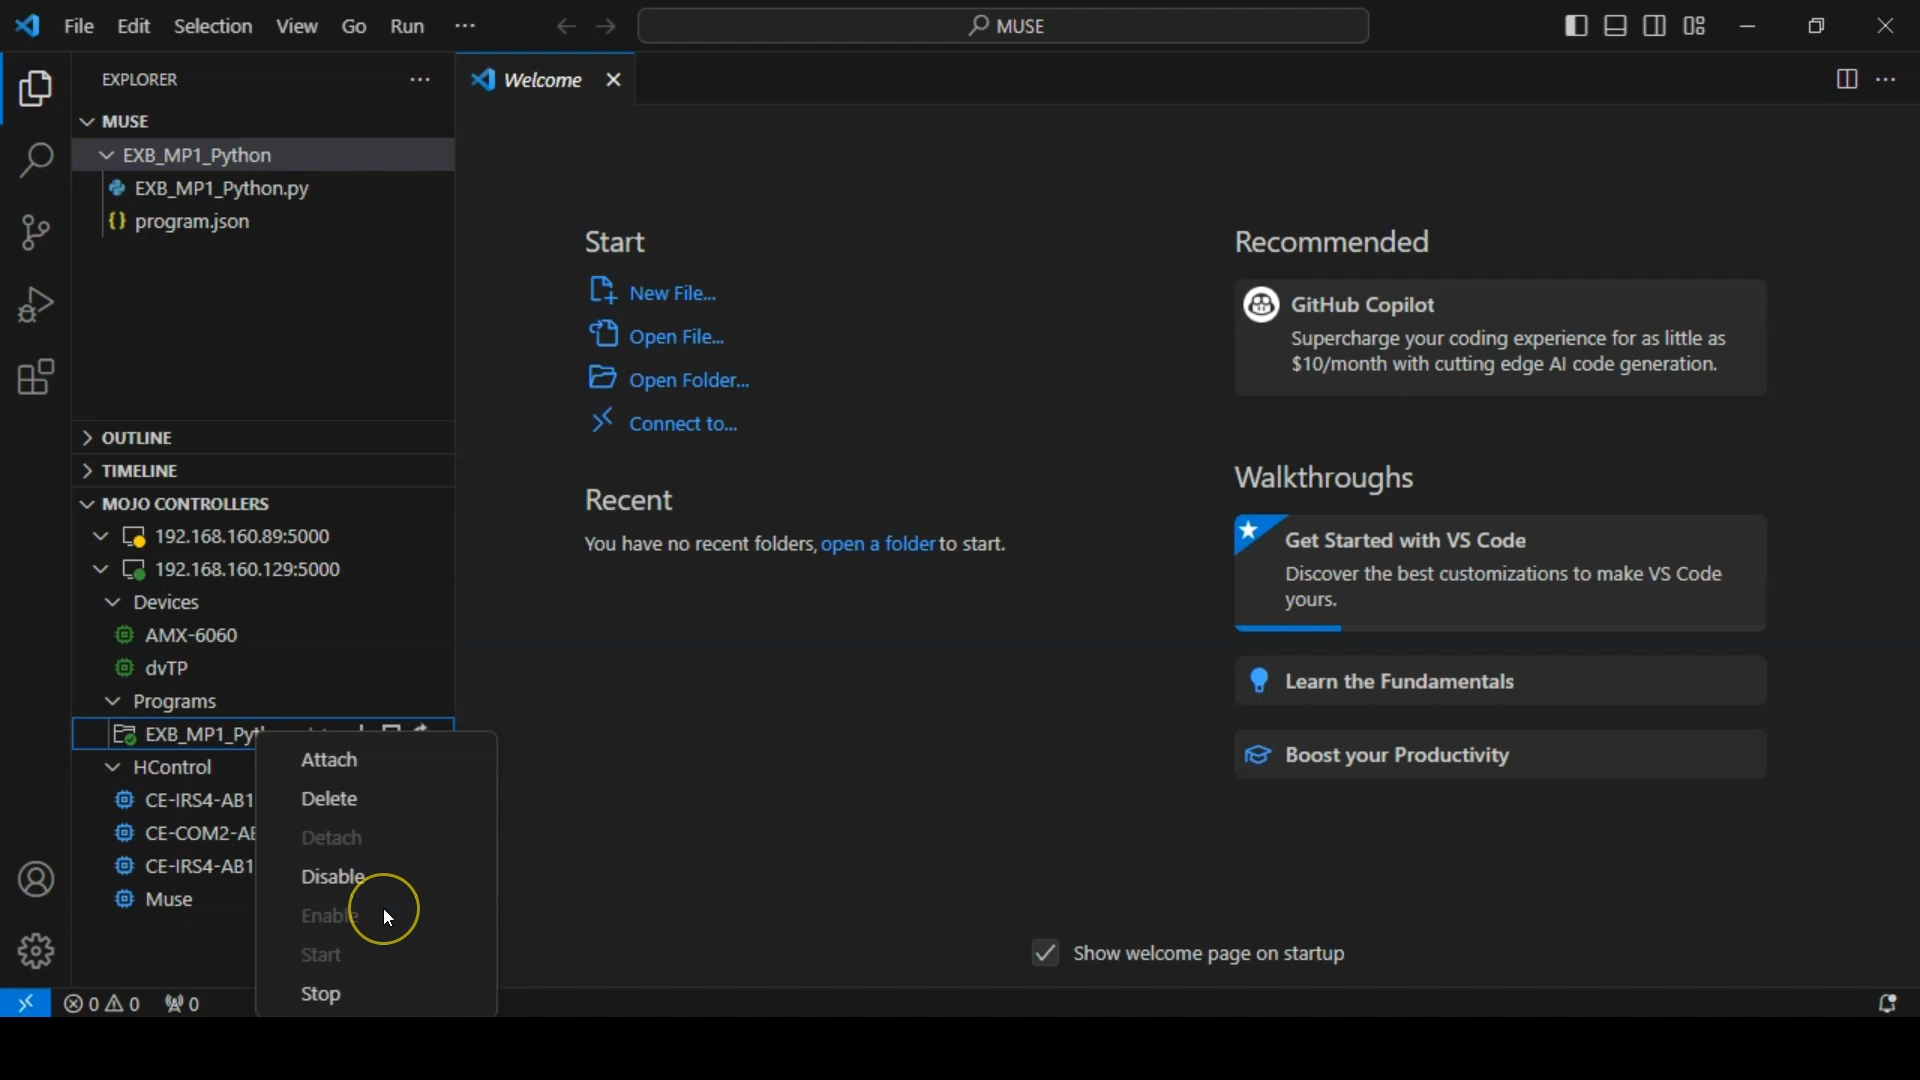 File Edit Selection View Go Run ···
MUSE
EXPLORER
Welcome
MUSE
EXB_MP1_Python
EXB_MP1_Python.py
program.json
OUTLINE
TIMELINE
MOJO CONTROLLERS
192.168.160.89:5000
192.168.160.129:5000
Devices
AMX-6060
dvTP
Programs
EXB_MP1_Pyt
HControl
CE-IRS4-AB1
CE-COM2-AB
CE-IRS4-AB1
Muse
Attach
Delete
Detach
Disable
Enable
Start
Stop
Start
New File...
Open File...
Open Folder...
Connect to...
Recent
You have no recent folders, open a folder to start.
Recommended
GitHub Copilot
Supercharge your coding experience for as little as
$10/month with cutting edge AI code generation.
Walkthroughs
Get Started with VS Code
Discover the best customizations to make VS Code
yours.
Learn the Fundamentals
Boost your Productivity
Show welcome page on startup
0 0 0